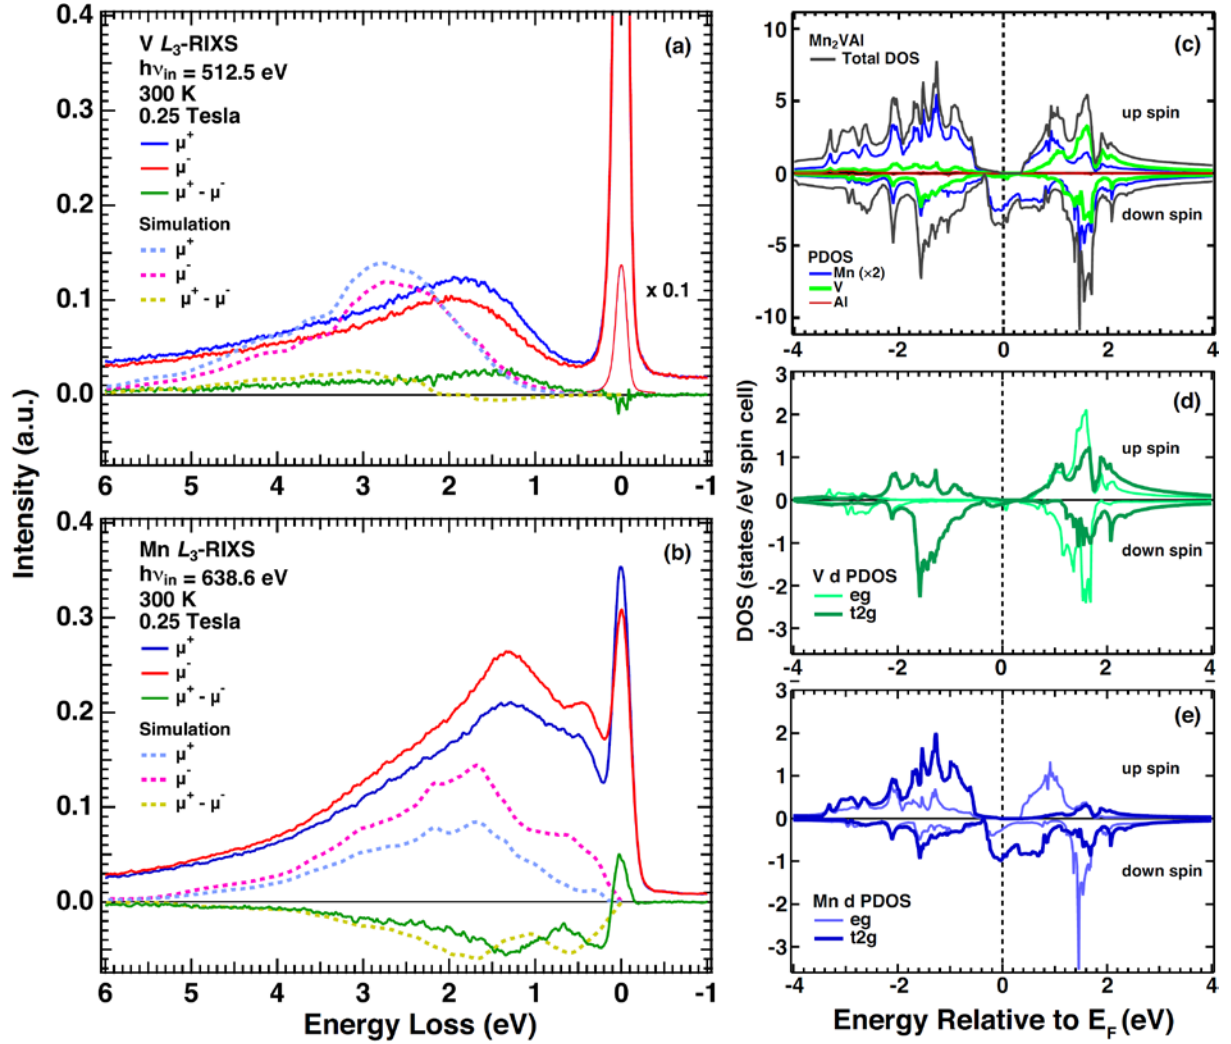 Intensity (a.u.)
0.4
0.3
0.2
0.1
0.0
V L3-RIXS
hνin = 512.5 eV
300 K
0.25 Tesla
μ+
μ-
μ+ - μ-
Simulation
μ+
μ-
μ+ - μ-
(a)
x 0.1
6 5 4 3 2 1 0 -1
0.4
0.3
0.2
0.1
0.0
Mn L3-RIXS
hνin = 638.6 eV
300 K
0.25 Tesla
μ+
μ-
μ+ - μ-
Simulation
μ+
μ-
μ+ - μ-
(b)
6 5 4 3 2 1 0 -1
Energy Loss (eV)
DOS (states /eV spin cell)
10
5
0
-5
-10
Mn2VAl
Total DOS
(c)
up spin
down spin
PDOS
Mn (×2)
V
Al
-4 -2 0 2 4
3
2
1
0
-1
-2
-3
(d)
up spin
down spin
V d PDOS
eg
t2g
-4 -2 0 2 4
3
2
1
0
-1
-2
-3
(e)
up spin
down spin
Mn d PDOS
eg
t2g
-4 -2 0 2 4
Energy Relative to EF (eV)